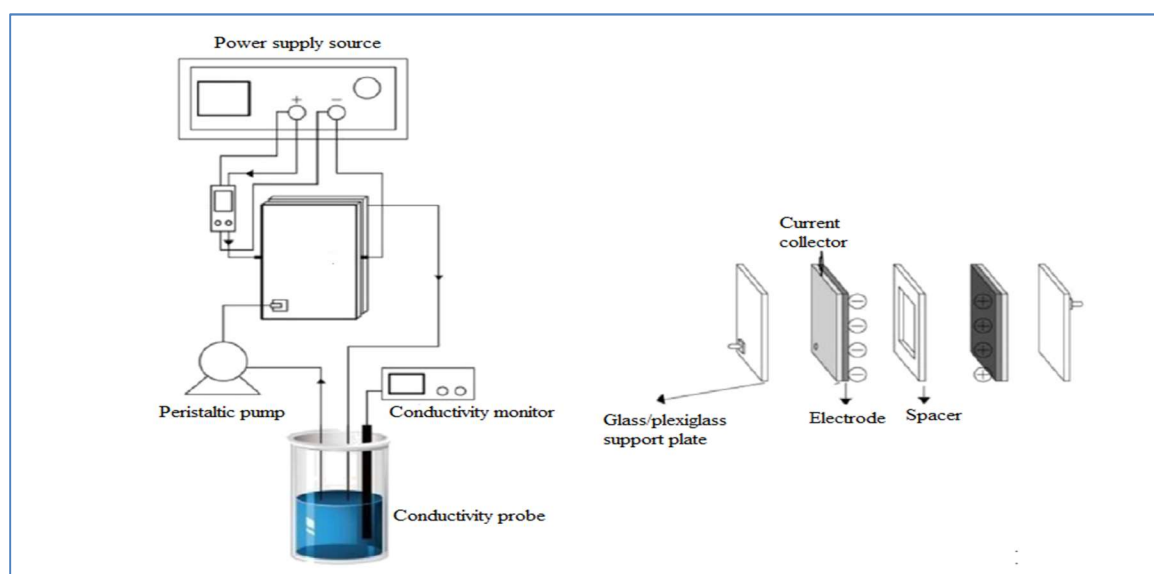 Power supply source
+ −
Peristaltic pump
Conductivity monitor
Conductivity probe
Current
collector
− +
− +
− +
− +
Glass/plexiglass
support plate
Electrode
Spacer
: